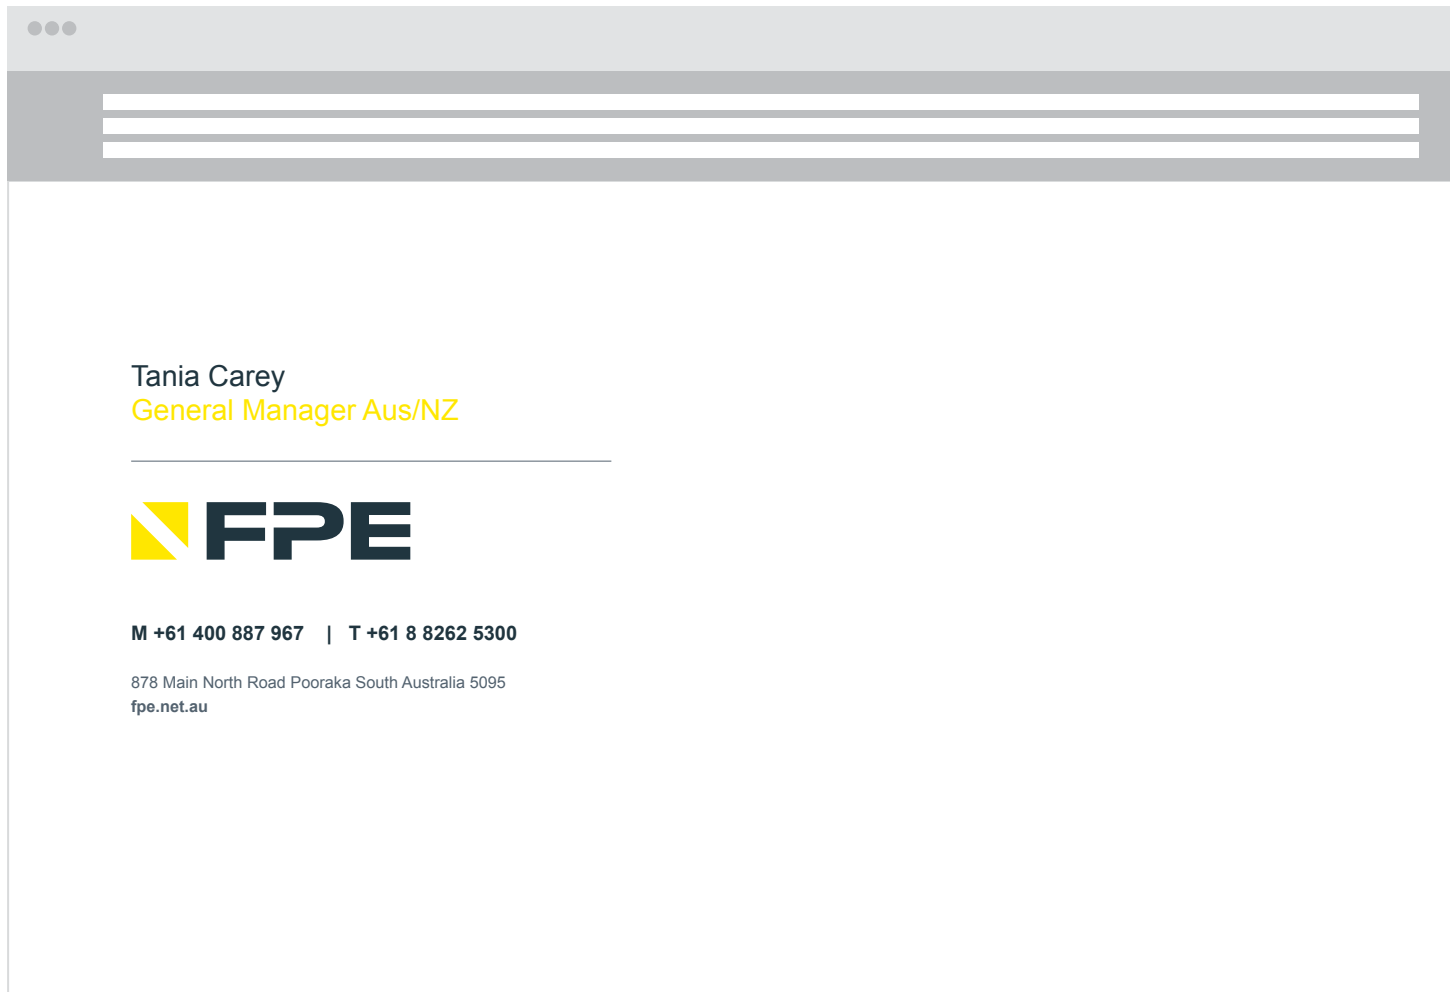 Tania Carey
General Manager Aus/NZ
FPE
M +61 400 887 967 | T +61 8 8262 5300
878 Main North Road Pooraka South Australia 5095
fpe.net.au